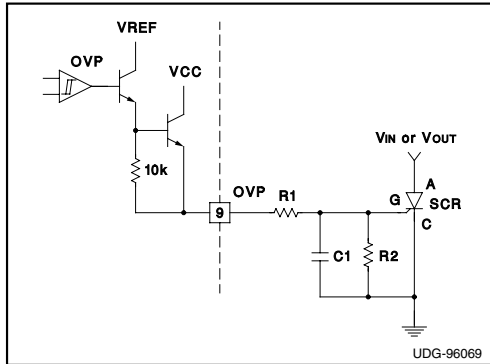 VREF
OVP
VCC
10k
9
OVP
R1
VIN or VOUT
A
G
SCR
C
C1
R2
UDG-96069